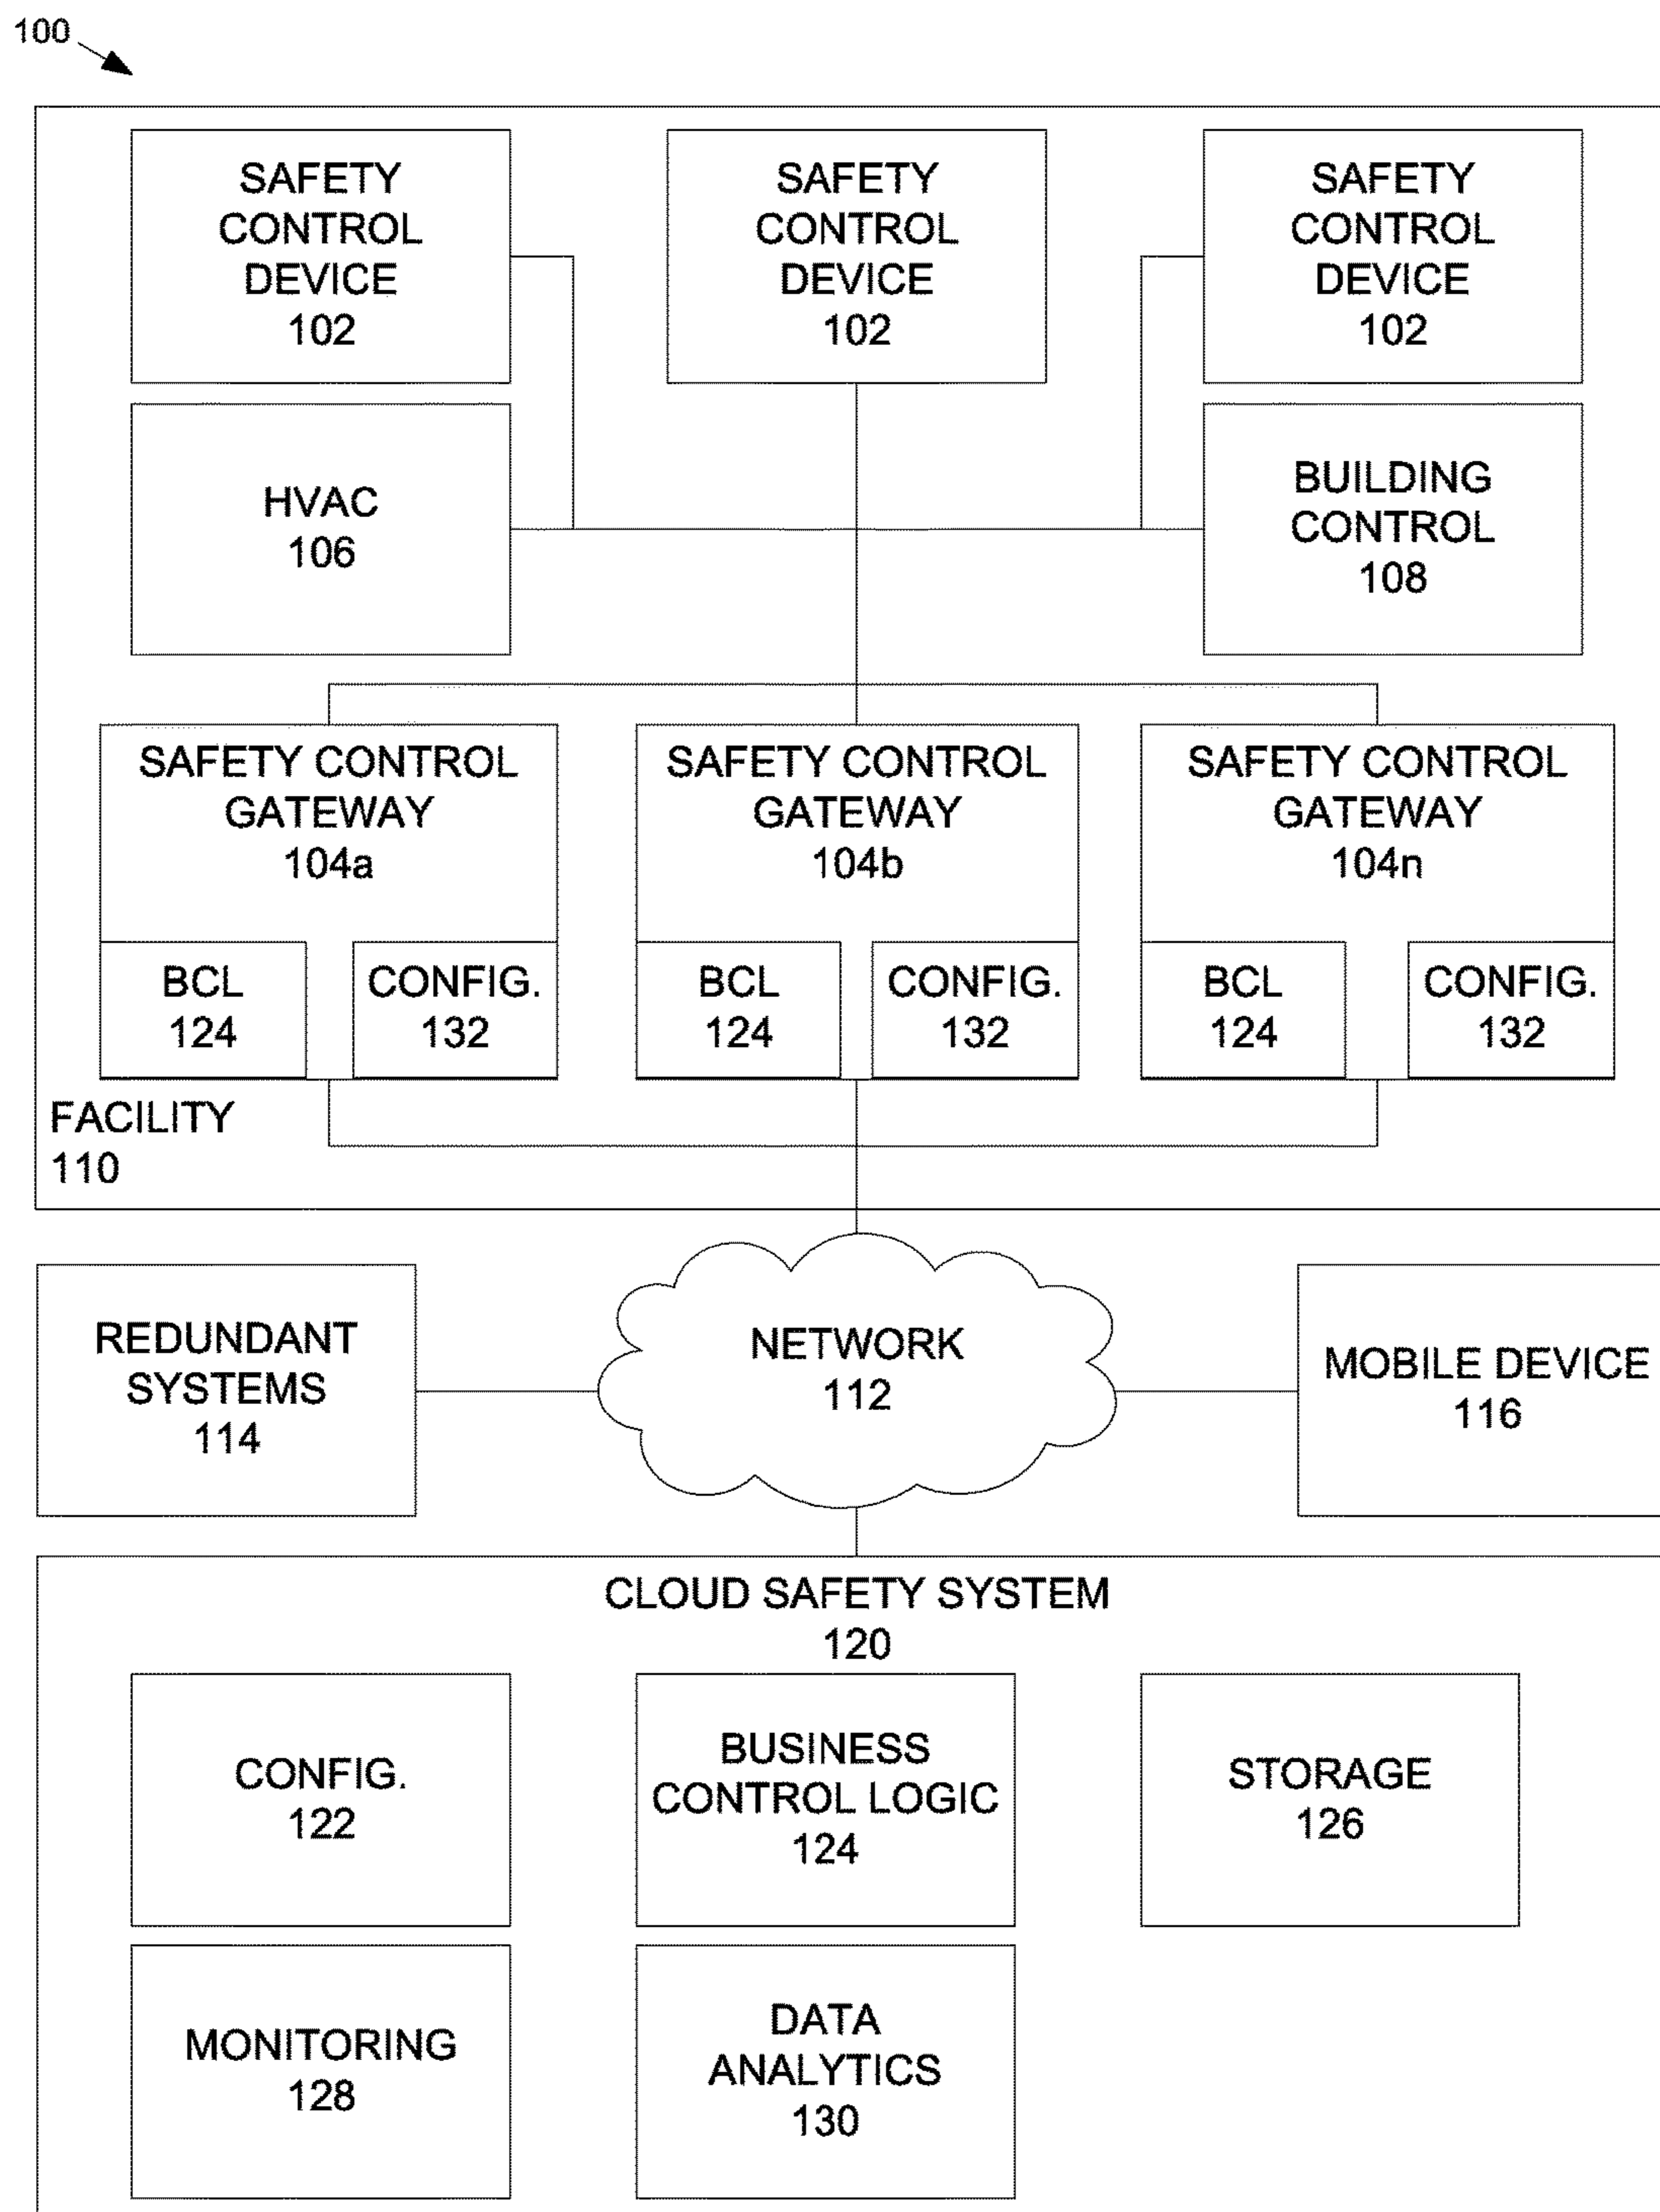 100
SAFETY
CONTROL
DEVICE
102
SAFETY
CONTROL
DEVICE
102
SAFETY
CONTROL
DEVICE
102
HVAC
106
BUILDING
CONTROL
108
SAFETY CONTROL
GATEWAY
104a
SAFETY CONTROL
GATEWAY
104b
SAFETY CONTROL
GATEWAY
104n
BCL
124
CONFIG.
132
BCL
124
CONFIG.
132
BCL
124
CONFIG.
132
FACILITY
110
REDUNDANT
SYSTEMS
114
NETWORK
112
MOBILE DEVICE
116
CLOUD SAFETY SYSTEM
120
CONFIG.
122
BUSINESS
CONTROL LOGIC
124
STORAGE
126
MONITORING
128
DATA
ANALYTICS
130